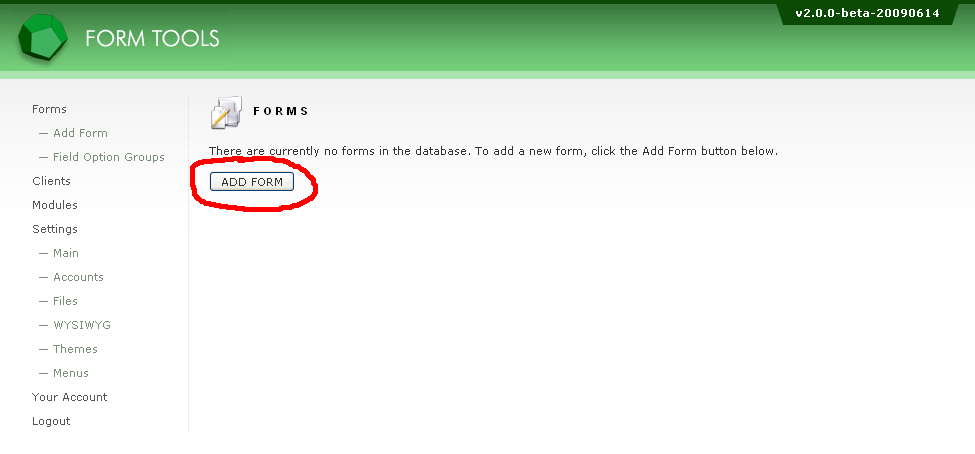 v2.0.0-beta-20090614
FORM TOOLS
Forms
— Add Form
— Field Option Groups
Clients
Modules
Settings
— Main
— Accounts
— Files
— WYSIWYG
— Themes
— Menus
Your Account
Logout
FORMS
There are currently no forms in the database. To add a new form, click the Add Form button below.
ADD FORM